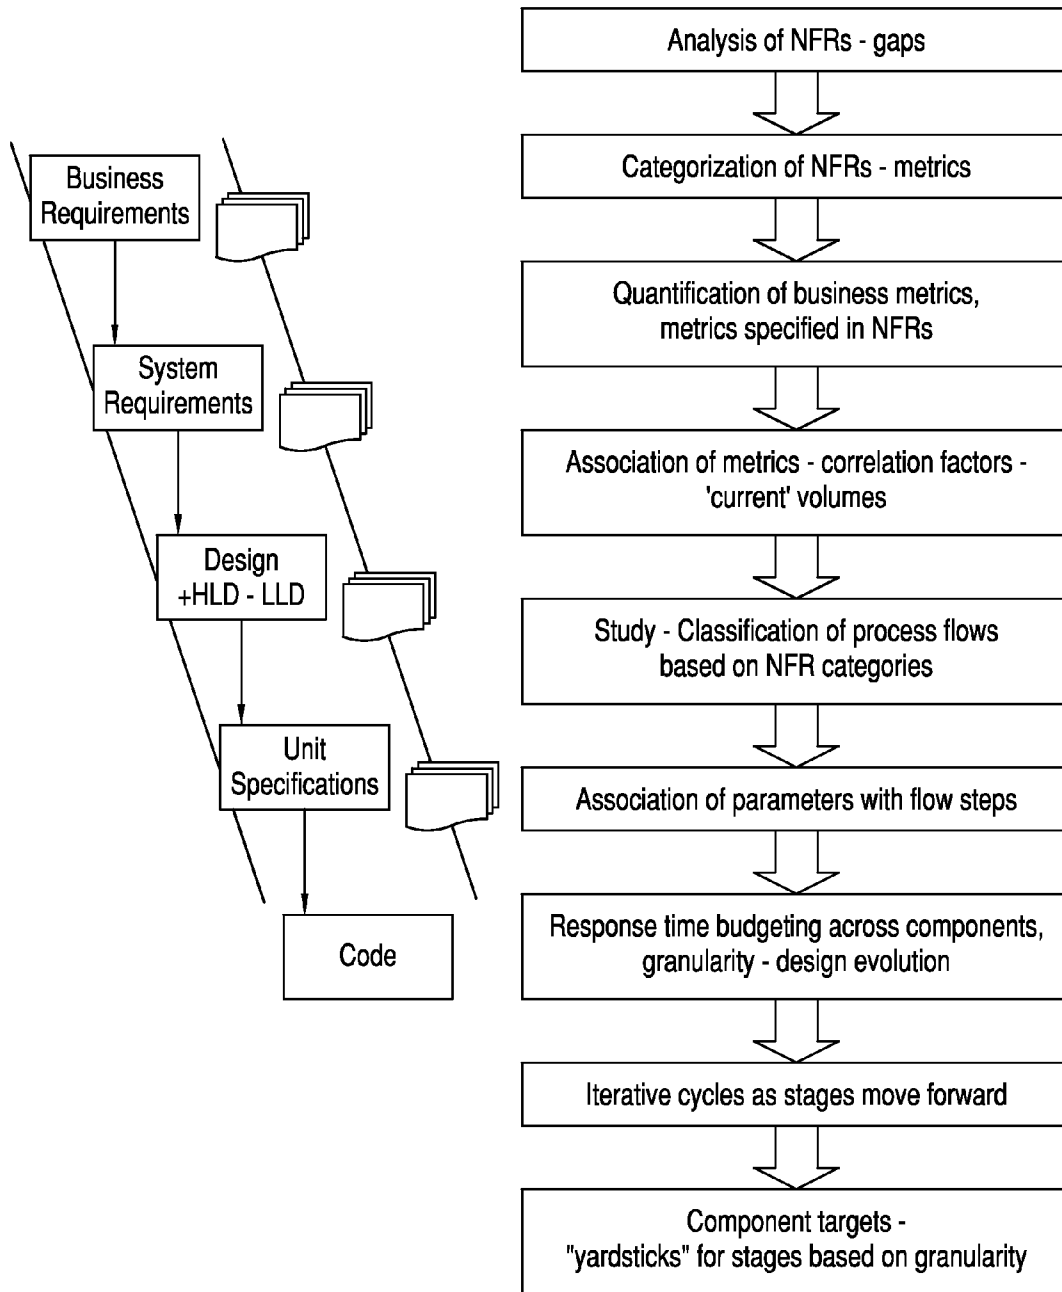 Business
Requirements
System
Requirements
Design
+HLD - LLD
Unit
Specifications
Code
Analysis of NFRs - gaps
Categorization of NFRs - metrics
Quantification of business metrics,
metrics specified in NFRs
Association of metrics - correlation factors -
'current' volumes
Study - Classification of process flows
based on NFR categories
Association of parameters with flow steps
Response time budgeting across components,
granularity - design evolution
Iterative cycles as stages move forward
Component targets -
"yardsticks" for stages based on granularity